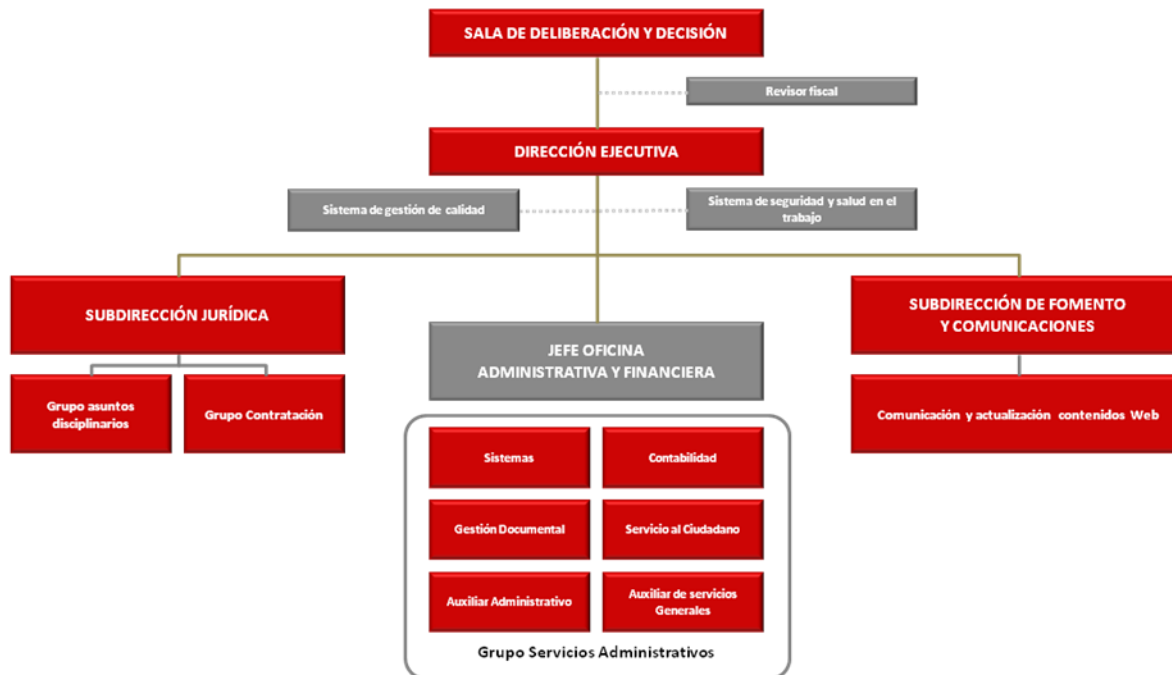 SALA DE DELIBERACIÓN Y DECISIÓN
Revisor fiscal
DIRECCIÓN EJECUTIVA
Sistema de gestión de calidad
Sistema de seguridad y salud en el
trabajo
SUBDIRECCIÓN JURÍDICA
JEFE OFICINA
ADMINISTRATIVA Y FINANCIERA
SUBDIRECCIÓN DE FOMENTO
Y COMUNICACIONES
Grupo asuntos
disciplinarios
Grupo Contratación
Comunicación y actualización contenidos Web
Sistemas
Contabilidad
Gestión Documental
Servicio al Ciudadano
Auxiliar Administrativo
Auxiliar de servicios
Generales
Grupo Servicios Administrativos